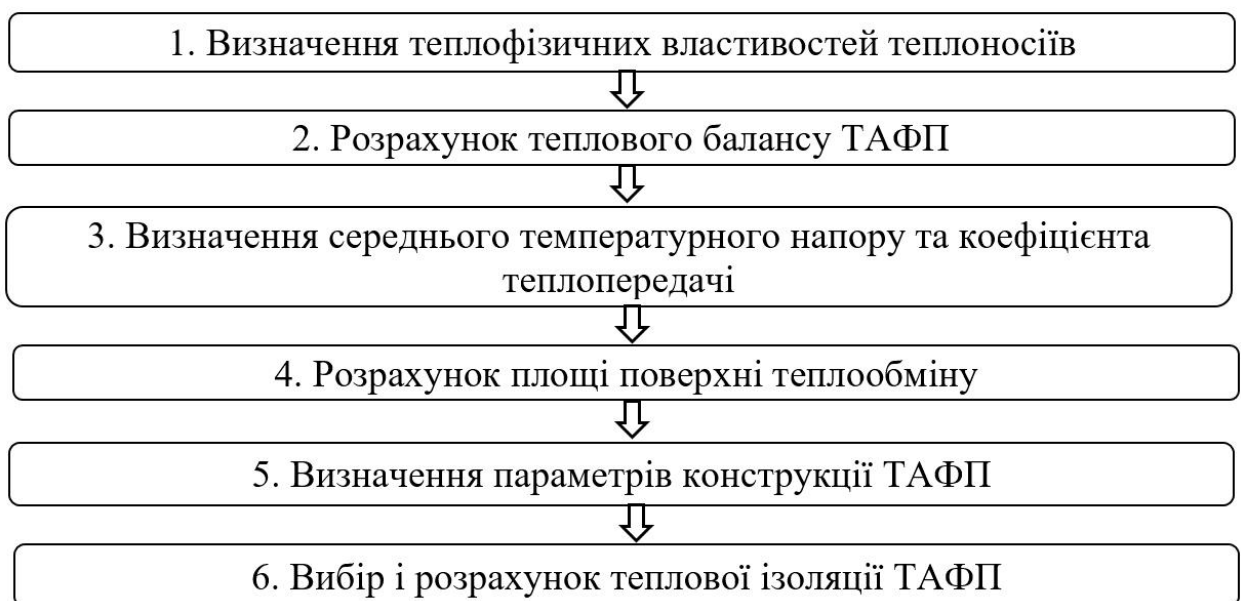 1. Визначення теплофізичних властивостей теплоносіїв
2. Розрахунок теплового балансу ТАФП
3. Визначення середнього температурного напору та коефіцієнта
теплопередачі
4. Розрахунок площі поверхні теплообміну
5. Визначення параметрів конструкції ТАФП
6. Вибір і розрахунок теплової ізоляції ТАФП